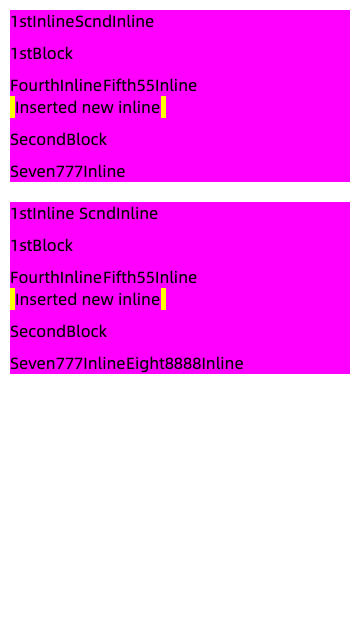 1stInlineScndInline
1stBlock
FourthInlineFifth55Inline
Inserted new inline
SecondBlock
Seven777Inline
1stInline ScndInline
1stBlock
FourthInlineFifth55Inline
Inserted new inline
SecondBlock
Seven777InlineEight8888Inline